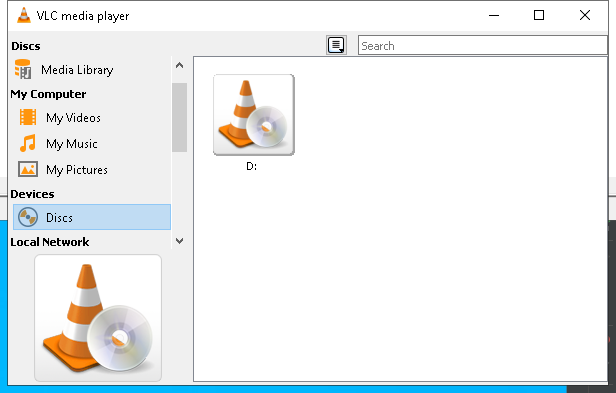 VLC media player
Discs
Search
Media Library
My Computer
My Videos
My Music
My Pictures
Devices
Discs
Local Network
D: